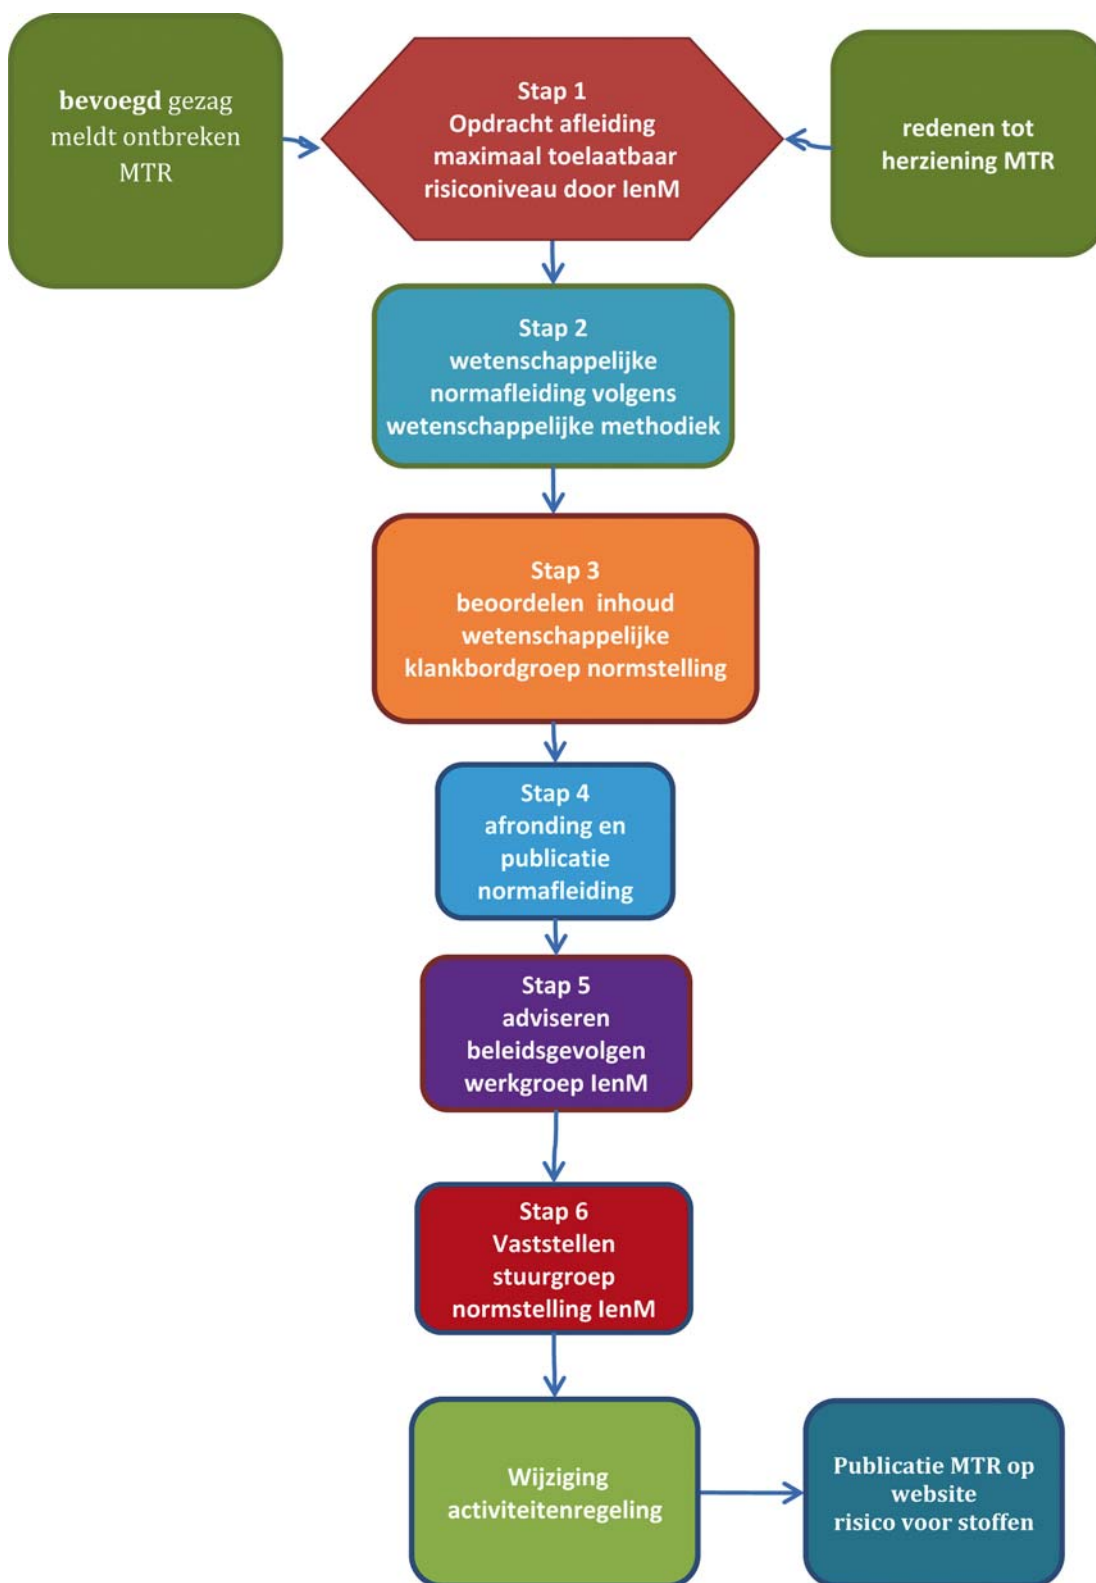 bevoegd gezag
meldt ontbreken
MTR
Stap 1
Opdracht afleiding
maximaal toelaatbaar
risiconiveau door IenM
redenen tot
herziening MTR
Stap 2
wetenschappelijke
normafleiding volgens
wetenschappelijke methodiek
Stap 3
beoordelen inhoud
wetenschappelijke
klankbordgroep normstelling
Stap 4
afronding en
publicatie
normafleiding
Stap 5
adviseren
beleidsgevolgen
werkgroep IenM
Stap 6
Vaststellen
stuurgroep
normstelling IenM
Wijziging
activiteitenregeling
Publicatie MTR op
website
risico voor stoffen